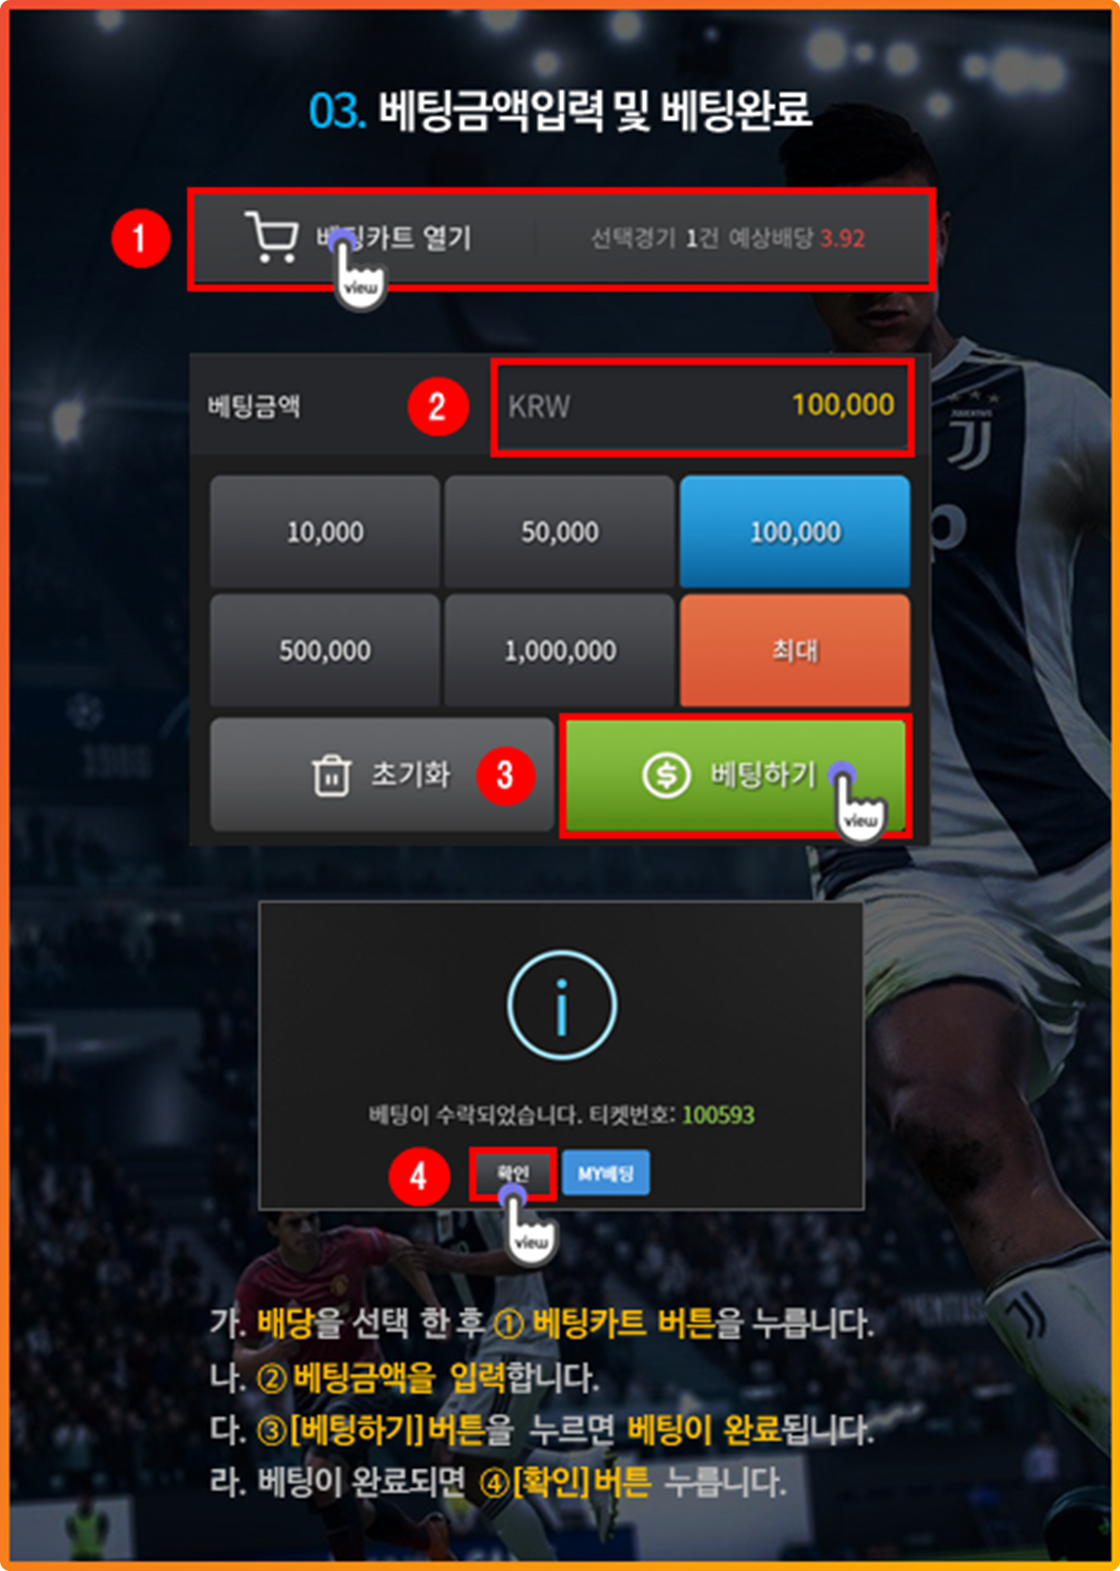 03. 베팅금액입력 및 베팅완료
1
베팅카트 열기 선택경기 1건 예상배당 3.92
view
베팅금액 2 KRW 100,000
JUVENTUS
10,000 50,000 100,000
500,000 1,000,000 최대
초기화 3 베팅하기
view
1986
베팅이 수락되었습니다. 티켓번호: 100593
4 확인 MY베팅
view
가. 배당을 선택 한 후 ① 베팅카트 버튼을 누릅니다.
나. ② 베팅금액을 입력합니다.
다. ③[베팅하기]버튼을 누르면 베팅이 완료됩니다.
라. 베팅이 완료되면 ④[확인]버튼 누릅니다.